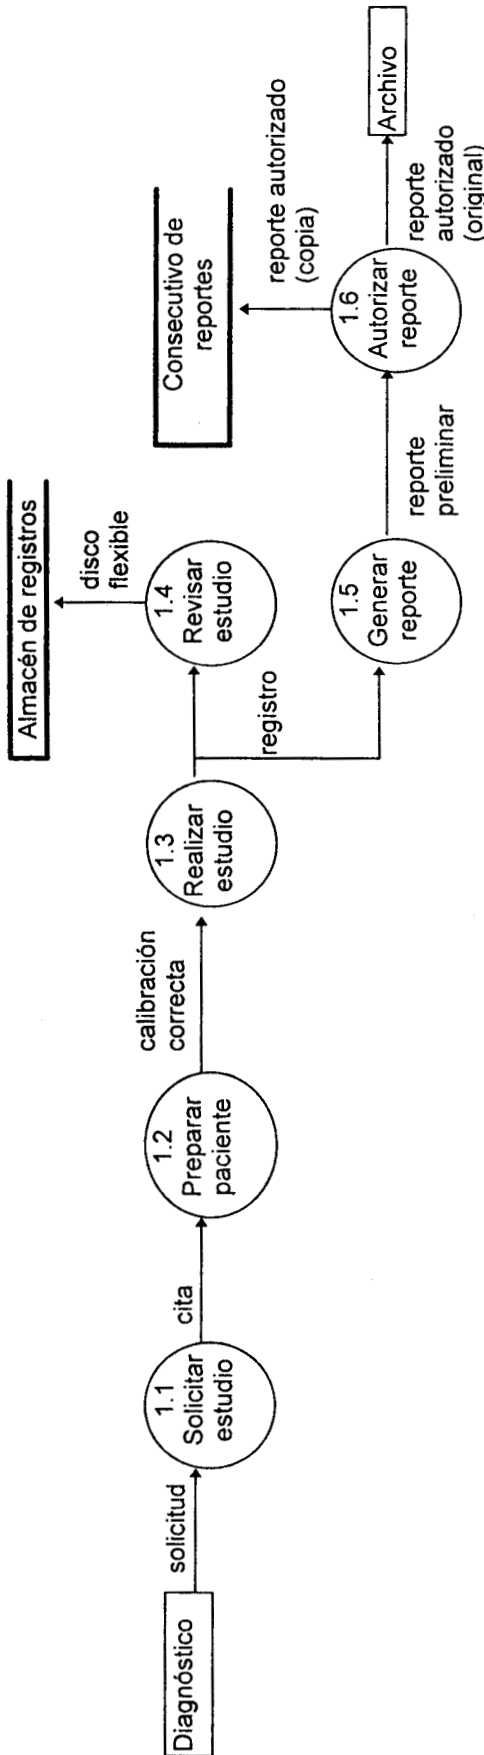 Diagnóstico
solicitud
1.1
Solicitar
estudio
cita
1.2
Preparar
paciente
calibración
correcta
1.3
Realizar
estudio
registro
1.4
Revisar
estudio
disco
flexible
Almacén de registros
1.5
Generar
reporte
reporte
preliminar
1.6
Autorizar
reporte
reporte autorizado
(copia)
Consecutivo de
reportes
reporte
autorizado
(original)
Archivo